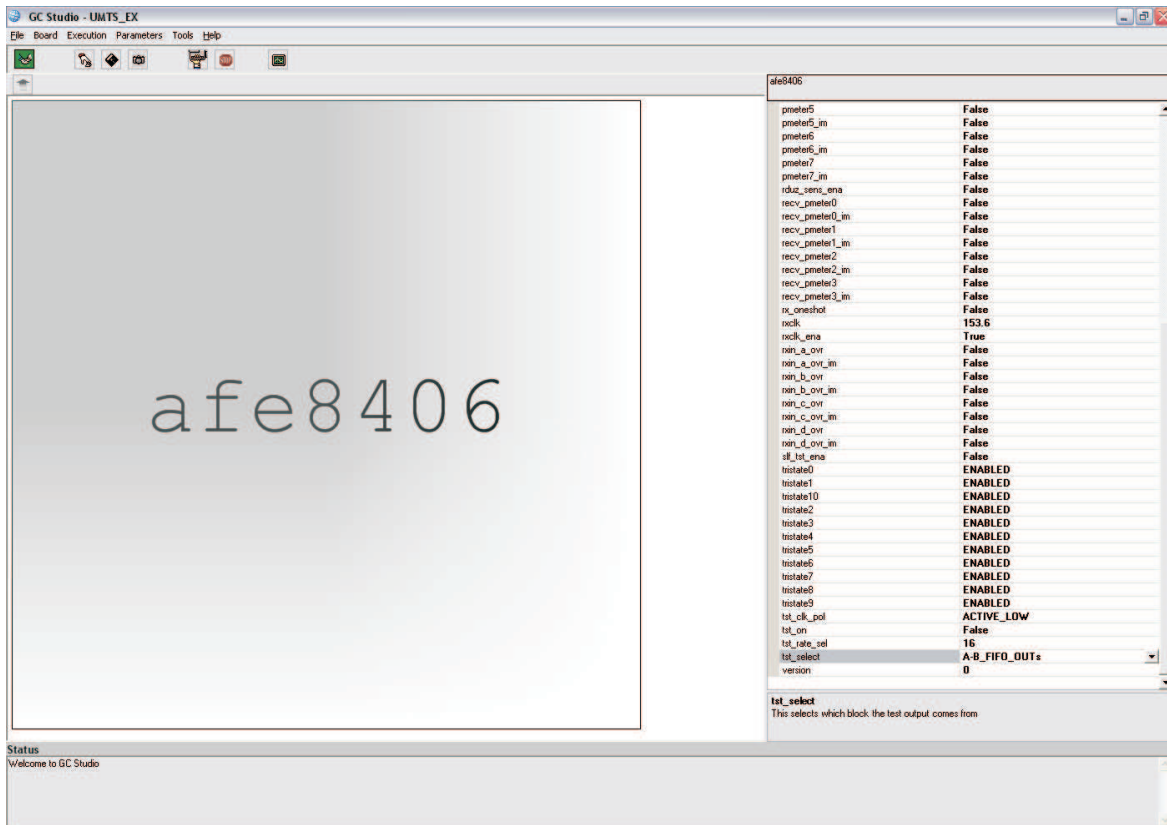 GC Studio - UMTS_EX
File Board Execution Parameters Tools Help
afe8406
afe8406
pmeter5 False
pmeter5_im False
pmeter6 False
pmeter6_im False
pmeter7 False
pmeter7_im False
rduz_sens_ena False
recv_pmeter0 False
recv_pmeter0_im False
recv_pmeter1 False
recv_pmeter1_im False
recv_pmeter2 False
recv_pmeter2_im False
recv_pmeter3 False
recv_pmeter3_im False
rx_oneshot False
rxclk 153.6
rxclk_ena True
rxin_a_ovr False
rxin_a_ovr_im False
rxin_b_ovr False
rxin_b_ovr_im False
rxin_c_ovr False
rxin_c_ovr_im False
rxin_d_ovr False
rxin_d_ovr_im False
slf_tst_ena False
tristate0 ENABLED
tristate1 ENABLED
tristate10 ENABLED
tristate2 ENABLED
tristate3 ENABLED
tristate4 ENABLED
tristate5 ENABLED
tristate6 ENABLED
tristate7 ENABLED
tristate8 ENABLED
tristate9 ENABLED
tst_clk_pol ACTIVE_LOW
tst_on False
tst_rate_sel 16
tst_select A-B_FIFO_OUTs
version 0
tst_select
This selects which block the test output comes from
Status
Welcome to GC Studio